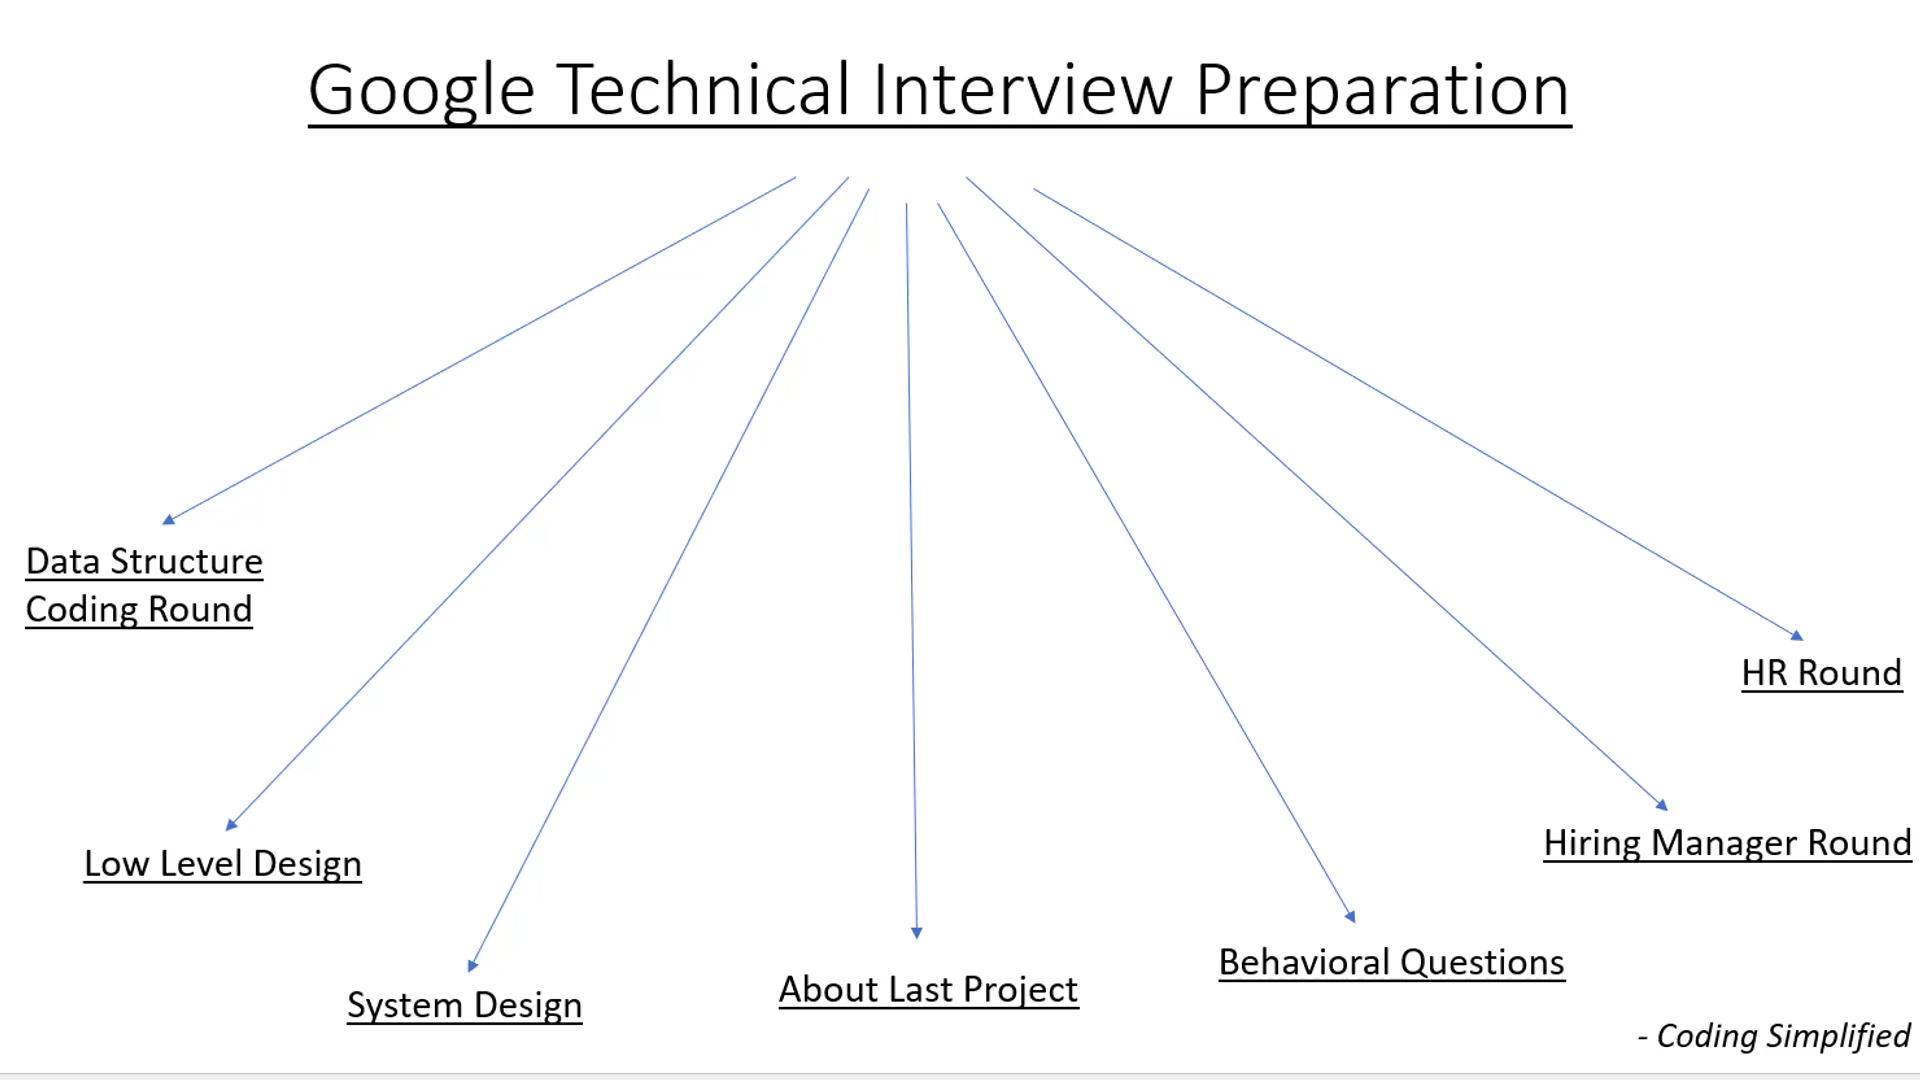 Google Technical Interview Preparation
Data Structure
Coding Round
Low Level Design
System Design
About Last Project
Behavioral Questions
Hiring Manager Round
HR Round
- Coding Simplified